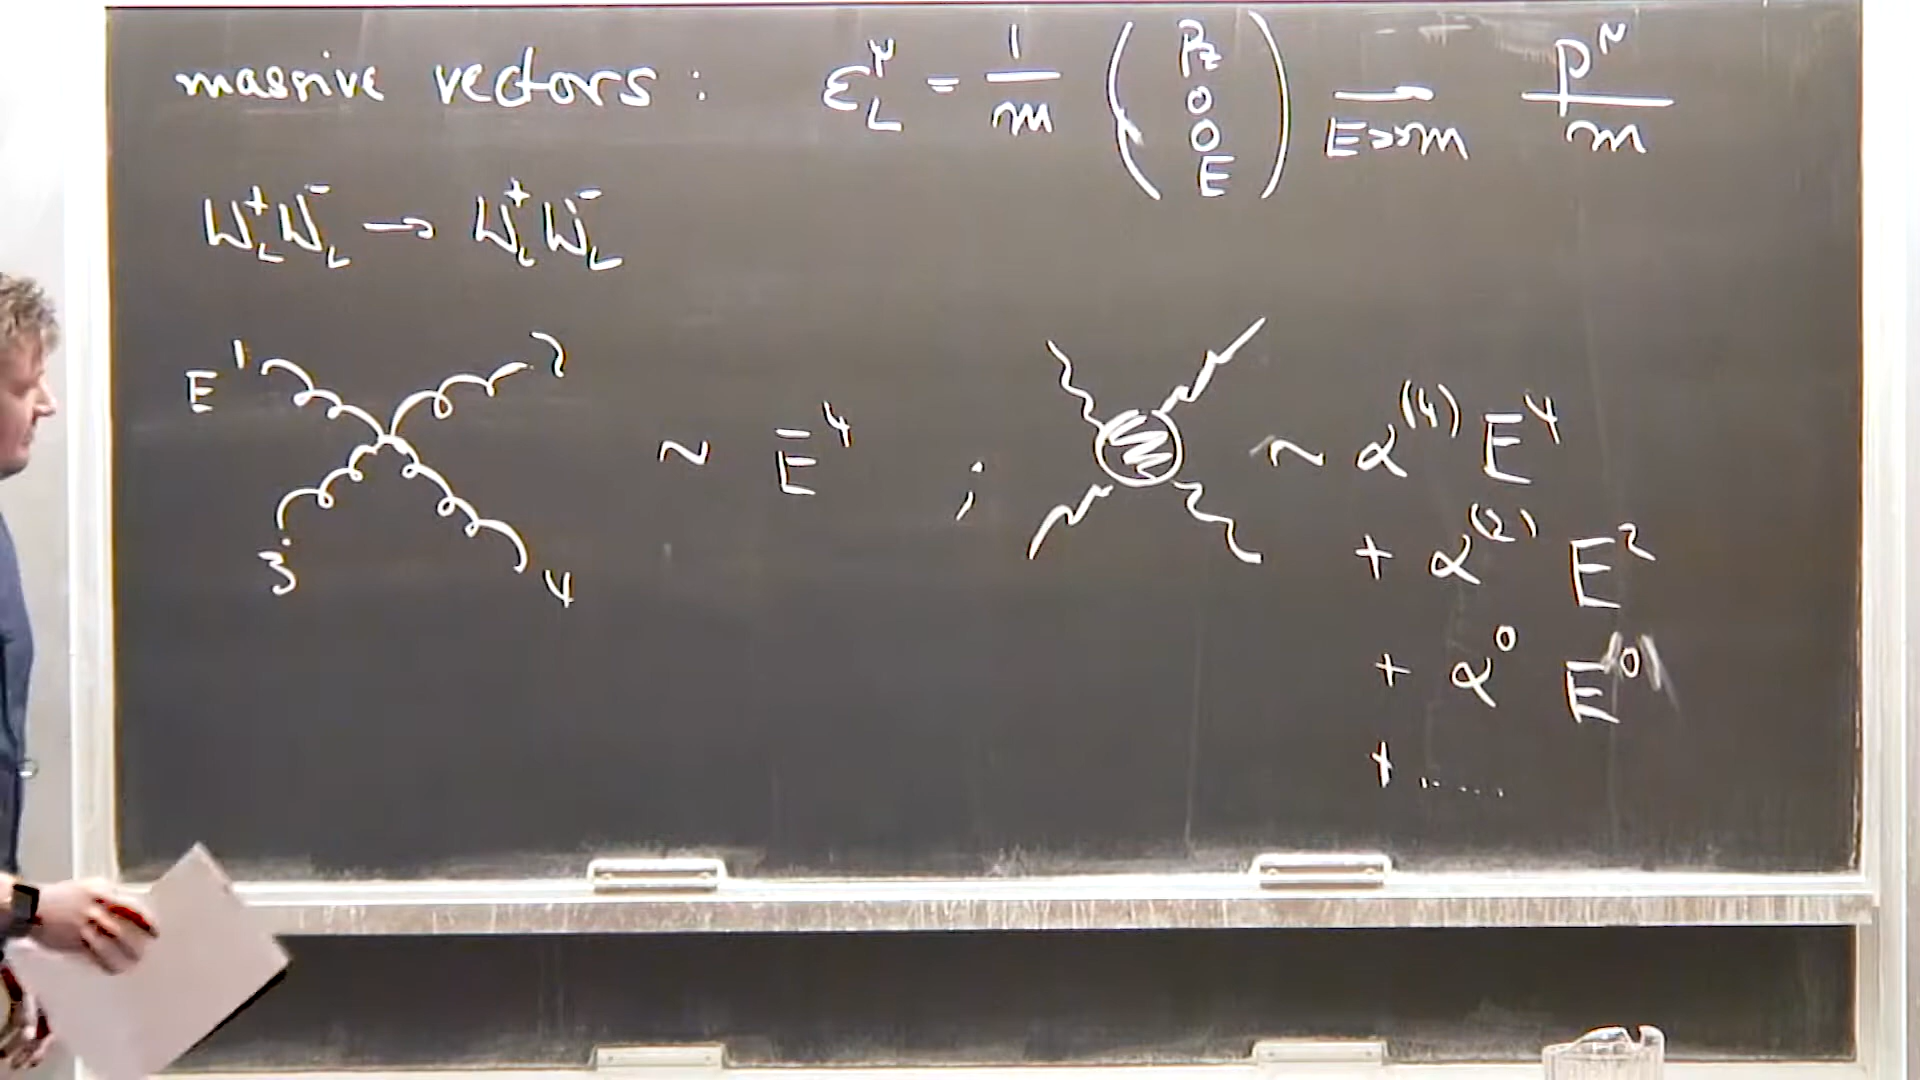 massive vectors : ε_L^μ = 1/m (P_z 0 0 E) →_{E>>m} p^μ/m
W_L^+ W_L^- → W_L^+ W_L^-
E 1 2
3 4
~ E^4 ; ~ α^{(4)} E^4
+ α^{(2)} E^2
+ α^0 E^0
+ ......